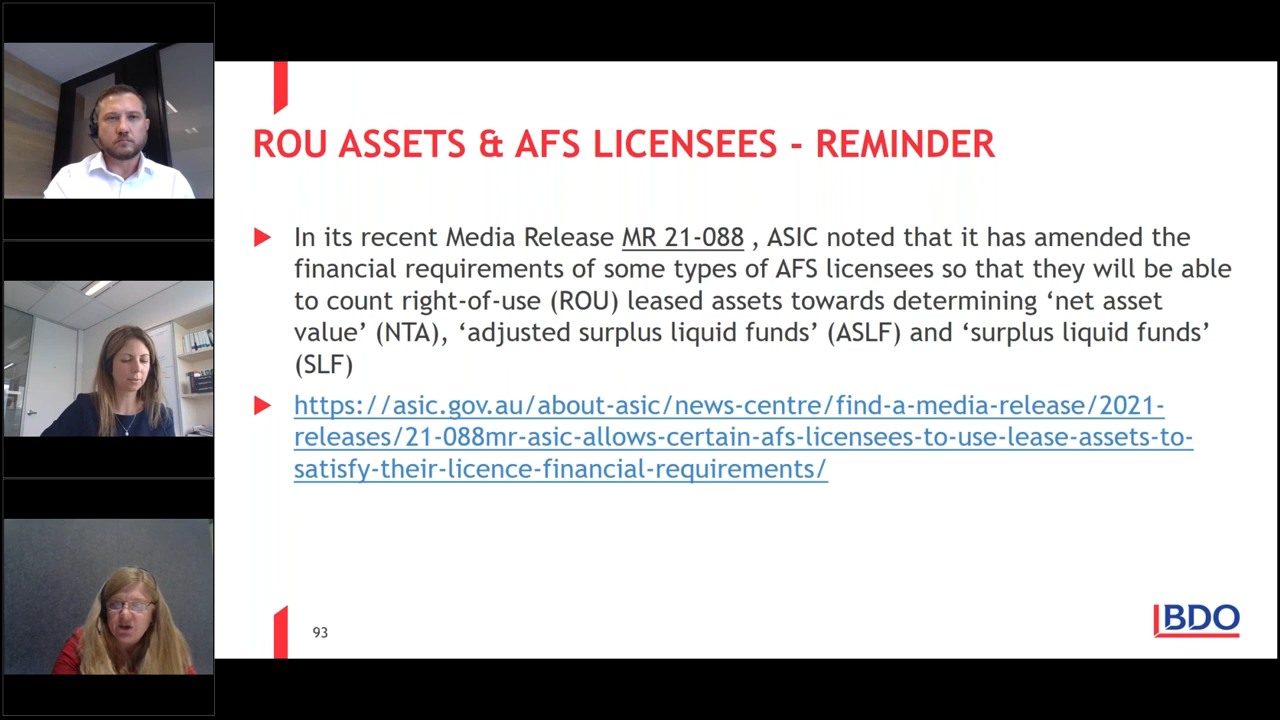 ROU ASSETS & AFS LICENSEES - REMINDER
In its recent Media Release MR 21-088 , ASIC noted that it has amended the
financial requirements of some types of AFS licensees so that they will be able
to count right-of-use (ROU) leased assets towards determining ‘net asset
value’ (NTA), ‘adjusted surplus liquid funds’ (ASLF) and ‘surplus liquid funds’
(SLF)
https://asic.gov.au/about-asic/news-centre/find-a-media-release/2021-
releases/21-088mr-asic-allows-certain-afs-licensees-to-use-lease-assets-to-
satisfy-their-licence-financial-requirements/
93
BDO